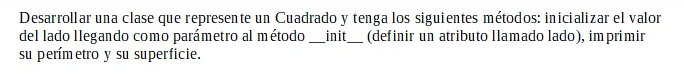 Desarrollar una clase que represente un Cuadrado y tenga los siguientes métodos: inicializar el valor
del lado llegando como parámetro al método __init__ (definir un atributo llamado lado), imprimir
su perímetro y su superficie.